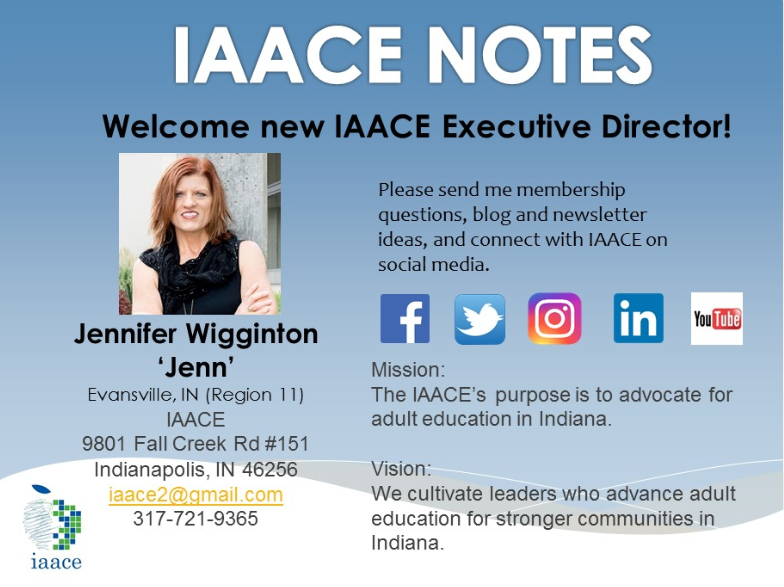 IAACE NOTES
Welcome new IAACE Executive Director!
Jennifer Wigginton
‘Jenn’
Evansville, IN (Region 11)
IAACE
9801 Fall Creek Rd #151
Indianapolis, IN 46256
iaace2@gmail.com
317-721-9365
iaace
Please send me membership
questions, blog and newsletter
ideas, and connect with IAACE on
social media.
f
in
YouTube
Mission:
The IAACE’s purpose is to advocate for
adult education in Indiana.
Vision:
We cultivate leaders who advance adult
education for stronger communities in
Indiana.